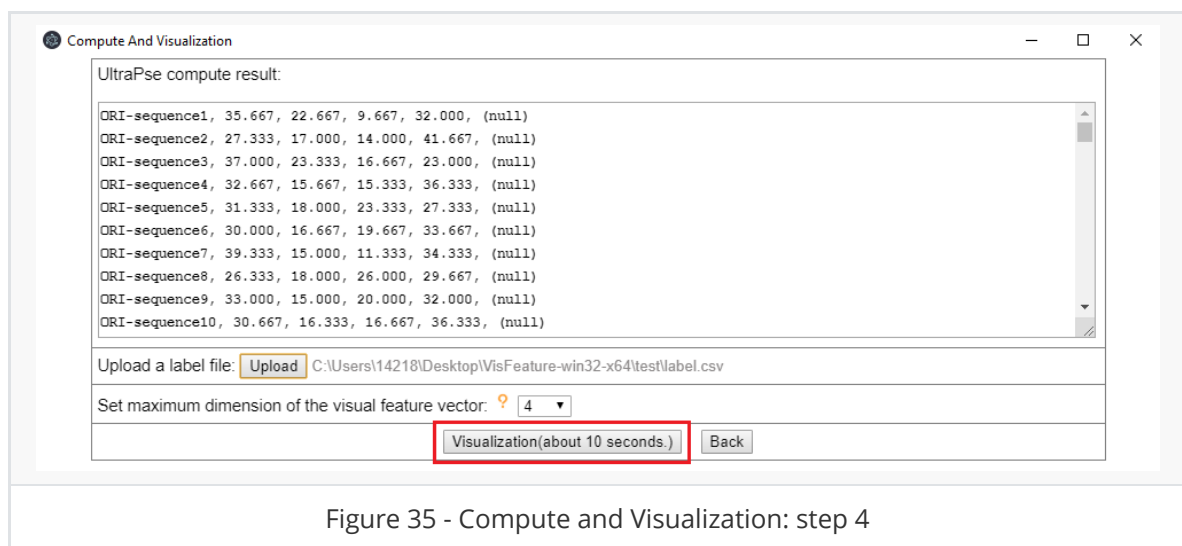 Compute And Visualization
UltraPse compute result:
ORI-sequence1, 35.667, 22.667, 9.667, 32.000, (null)
ORI-sequence2, 27.333, 17.000, 14.000, 41.667, (null)
ORI-sequence3, 37.000, 23.333, 16.667, 23.000, (null)
ORI-sequence4, 32.667, 15.667, 15.333, 36.333, (null)
ORI-sequence5, 31.333, 18.000, 23.333, 27.333, (null)
ORI-sequence6, 30.000, 16.667, 19.667, 33.667, (null)
ORI-sequence7, 39.333, 15.000, 11.333, 34.333, (null)
ORI-sequence8, 26.333, 18.000, 26.000, 29.667, (null)
ORI-sequence9, 33.000, 15.000, 20.000, 32.000, (null)
ORI-sequence10, 30.667, 16.333, 16.667, 36.333, (null)
Upload a label file: Upload C:\Users\14218\Desktop\VisFeature-win32-x64\test\label.csv
Set maximum dimension of the visual feature vector: ? 4
Visualization(about 10 seconds.) Back
Figure 35 - Compute and Visualization: step 4